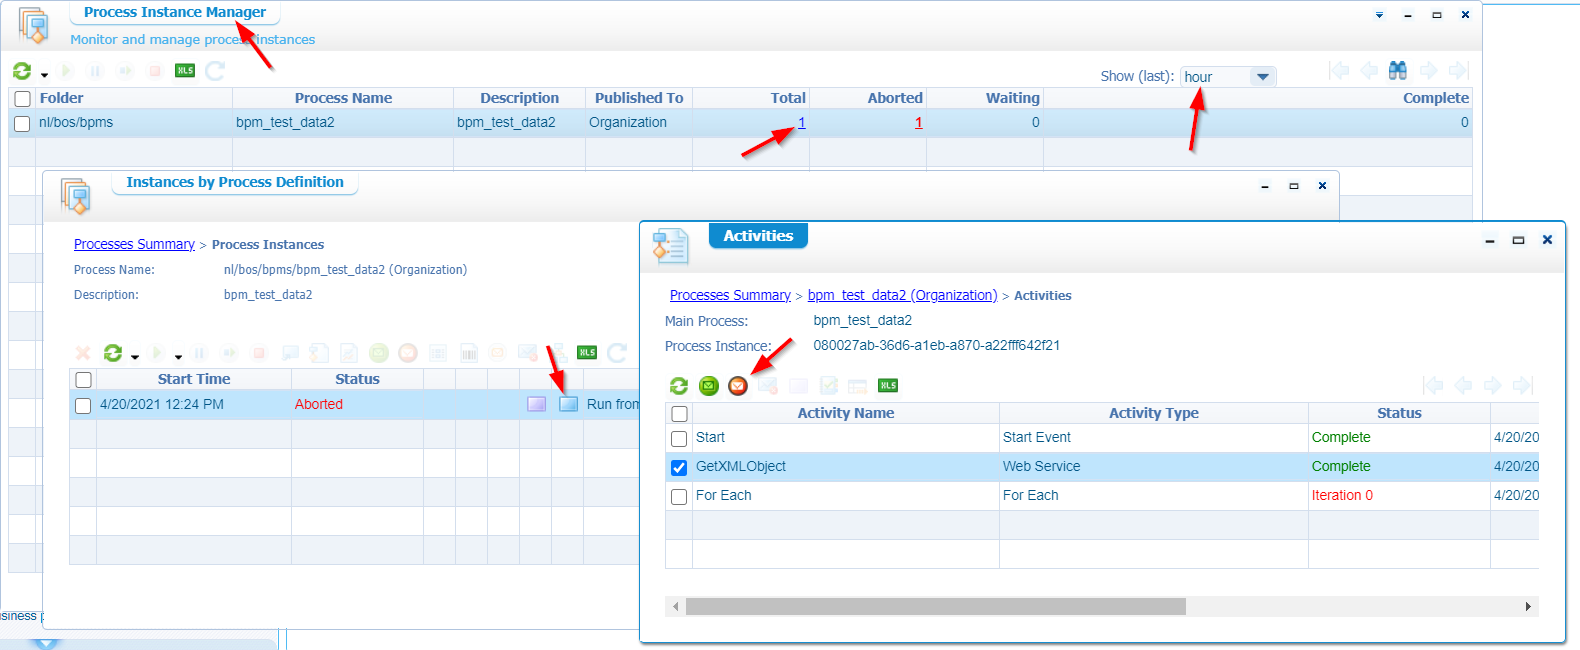 Process Instance Manager
Monitor and manage process instances
XLS
Show (last): hour
Folder Process Name Description Published To Total Aborted Waiting Complete
nl/bos/bpms bpm_test_data2 bpm_test_data2 Organization 1 1 0 0
Instances by Process Definition
Processes Summary > Process Instances
Process Name: nl/bos/bpms/bpm_test_data2 (Organization)
Description: bpm_test_data2
XLS
Start Time Status
4/20/2021 12:24 PM Aborted Run from
Activities
Processes Summary > bpm_test_data2 (Organization) > Activities
Main Process: bpm_test_data2
Process Instance: 080027ab-36d6-a1eb-a870-a22fff642f21
XLS
Activity Name Activity Type Status
Start Start Event Complete 4/20/20
GetXMLObject Web Service Complete 4/20/20
For Each For Each Iteration 0 4/20/20
siness p